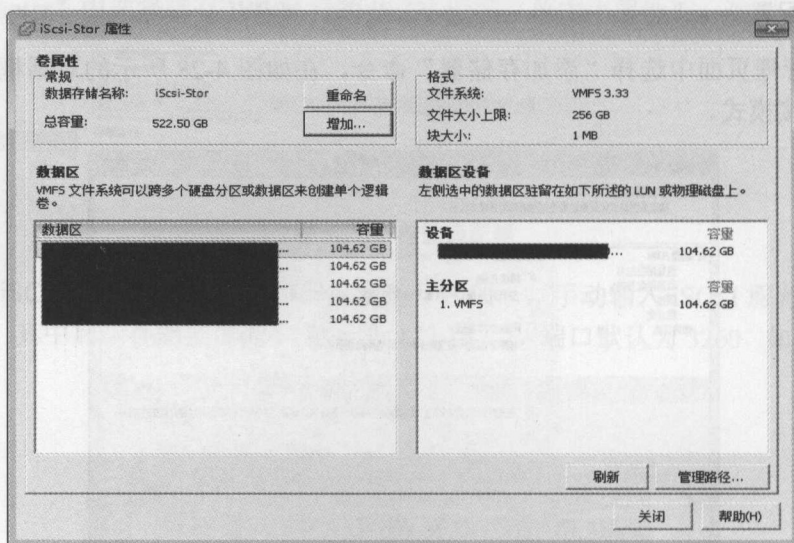 iScsi-Stor 属性
卷属性
常规
数据存储名称: iScsi-Stor 重命名
总容量: 522.50 GB 增加...
格式
文件系统: VMFS 3.33
文件大小上限: 256 GB
块大小: 1 MB
数据区
VMFS 文件系统可以跨多个硬盘分区或数据区来创建单个逻辑
卷。
数据区 容量
... 104.62 GB
... 104.62 GB
... 104.62 GB
... 104.62 GB
... 104.62 GB
数据区设备
左侧选中的数据区驻留在如下所述的 LUN 或物理磁盘上。
设备 容量
... 104.62 GB
主分区 容量
1. VMFS 104.62 GB
刷新 管理路径...
关闭 帮助(H)